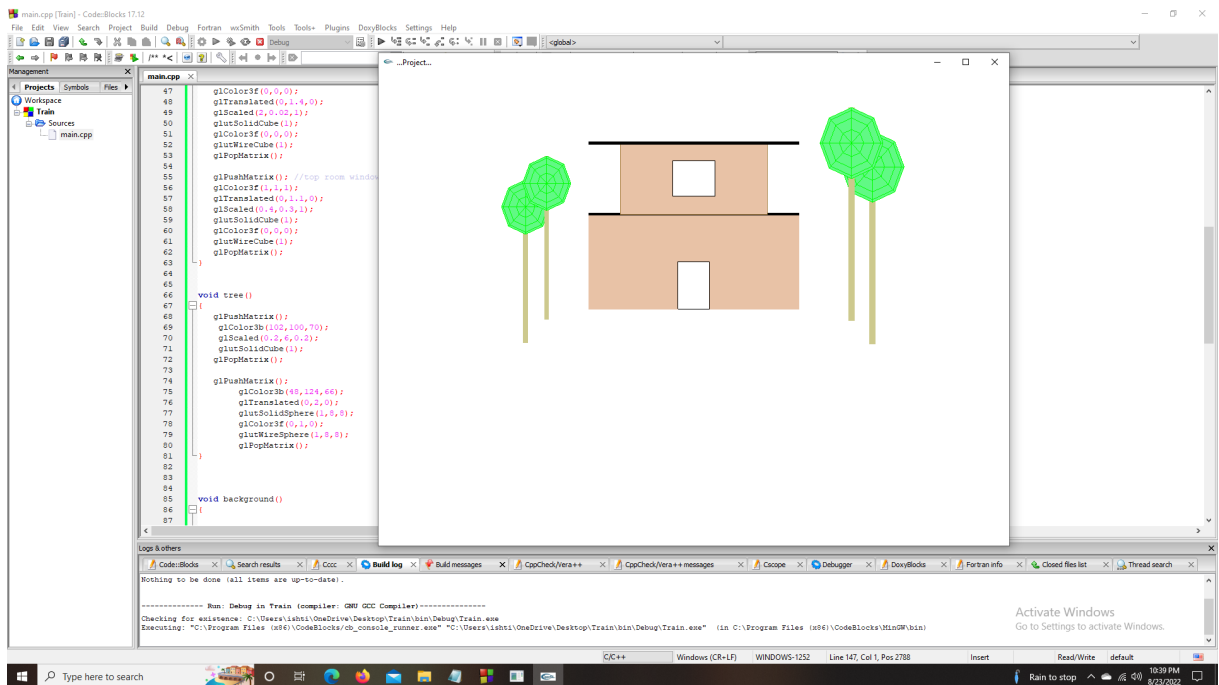 main.cpp [Train] - Code::Blocks 17.12
File Edit View Search Project Build Debug Fortran wxSmith Tools Tools+ Plugins DoxyBlocks Settings Help
Debug
<global>
/** *<
Management
Projects Symbols Files
Workspace
Train
Sources
main.cpp
main.cpp
47 glColor3f(0,0,0);
48 glTranslated(0,1.4,0);
49 glScaled(2,0.02,1);
50 glutSolidCube(1);
51 glColor3f(0,0,0);
52 glutWireCube(1);
53 glPopMatrix();
54
55 glPushMatrix(); //top room window
56 glColor3f(1,1,1);
57 glTranslated(0,1.1,0);
58 glScaled(0.4,0.3,1);
59 glutSolidCube(1);
60 glColor3f(0,0,0);
61 glutWireCube(1);
62 glPopMatrix();
63 }
64
65
66 void tree()
67 {
68 glPushMatrix();
69 glColor3b(102,100,70);
70 glScaled(0.2,6,0.2);
71 glutSolidCube(1);
72 glPopMatrix();
73
74 glPushMatrix();
75 glColor3b(48,124,66);
76 glTranslated(0,2,0);
77 glutSolidSphere(1,8,8);
78 glColor3f(0,1,0);
79 glutWireSphere(1,8,8);
80 glPopMatrix();
81 }
82
83
84
85 void background()
86 {
87
...Project...
Logs & others
Code::Blocks Search results Cccc Build log Build messages CppCheck/Vera++ CppCheck/Vera++ messages Cscope Debugger DoxyBlocks Fortran info Closed files list Thread search
Nothing to be done (all items are up-to-date).
-------------- Run: Debug in Train (compiler: GNU GCC Compiler)---------------
Checking for existence: C:\Users\ishti\OneDrive\Desktop\Train\bin\Debug\Train.exe
Executing: "C:\Program Files (x86)\CodeBlocks/cb_console_runner.exe" "C:\Users\ishti\OneDrive\Desktop\Train\bin\Debug\Train.exe" (in C:\Program Files (x86)\CodeBlocks\MinGW\bin)
Activate Windows
Go to Settings to activate Windows.
C/C++ Windows (CR+LF) WINDOWS-1252 Line 147, Col 1, Pos 2788 Insert Read/Write default
Type here to search
Rain to stop
10:39 PM
8/23/2022